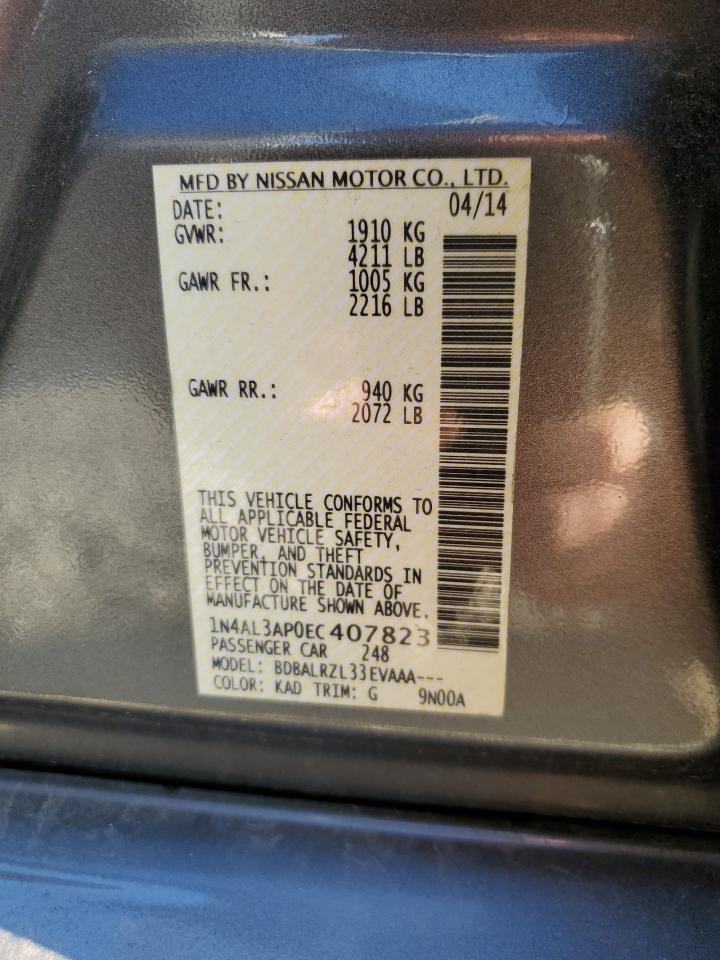 MFD BY NISSAN MOTOR CO., LTD.
DATE: 04/14
GVWR: 1910 KG
4211 LB
GAWR FR.: 1005 KG
2216 LB
GAWR RR.: 940 KG
2072 LB
THIS VEHICLE CONFORMS TO
ALL APPLICABLE FEDERAL
MOTOR VEHICLE SAFETY,
BUMPER, AND THEFT
PREVENTION STANDARDS IN
EFFECT ON THE DATE OF
MANUFACTURE SHOWN ABOVE.
1N4AL3AP0EC407823
PASSENGER CAR 248
MODEL: BDBALRZL33EVAAA---
COLOR: KAD TRIM: G 9N00A